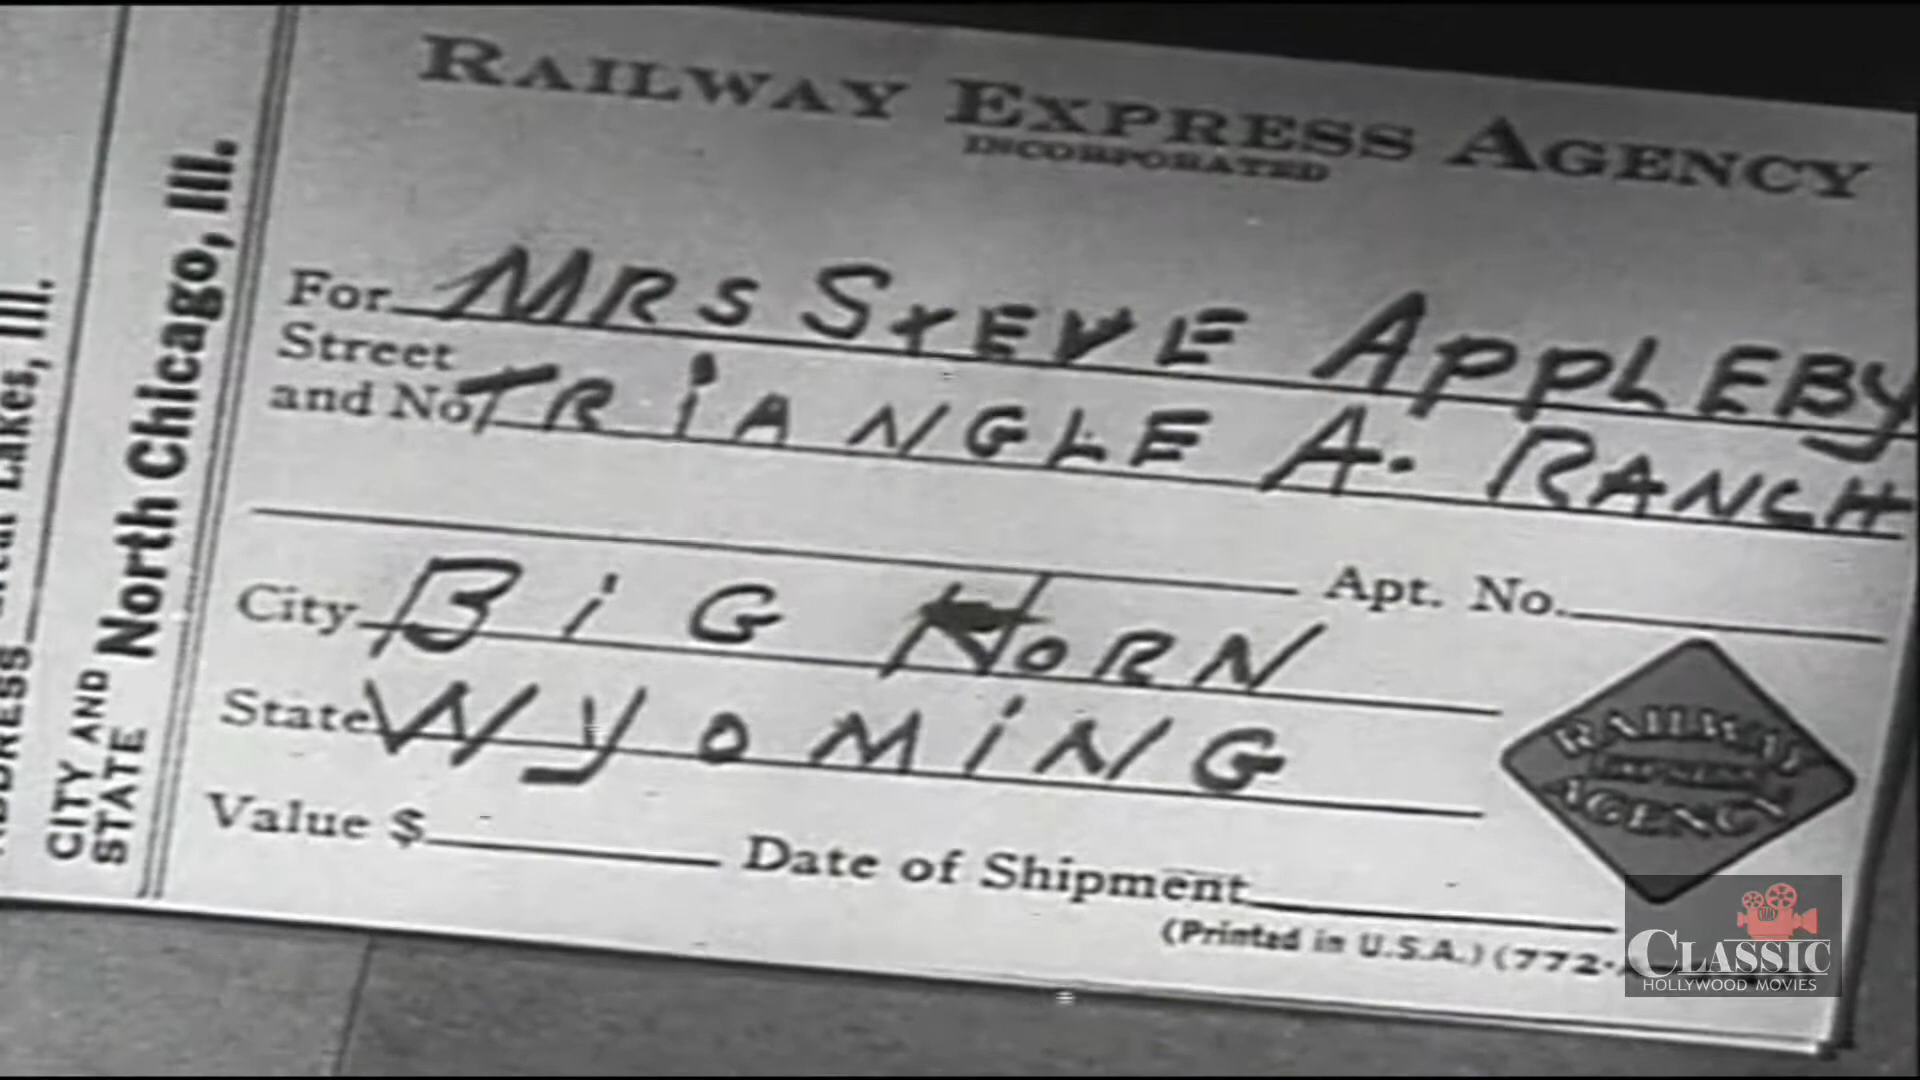 RAILWAY EXPRESS AGENCY
INCORPORATED
For MRS STEVE APPLEBY
Street
and No. TRIANGLE A. RANCH
Apt. No.
City BiG HORN
State WYOMiNG
Value $ Date of Shipment
(Printed in U.S.A.) (772-
RAILWAY
EXPRESS
AGENCY
Lakes, Ill.
CITY AND
STATE North Chicago, Ill.
CLASSIC
HOLLYWOOD MOVIES